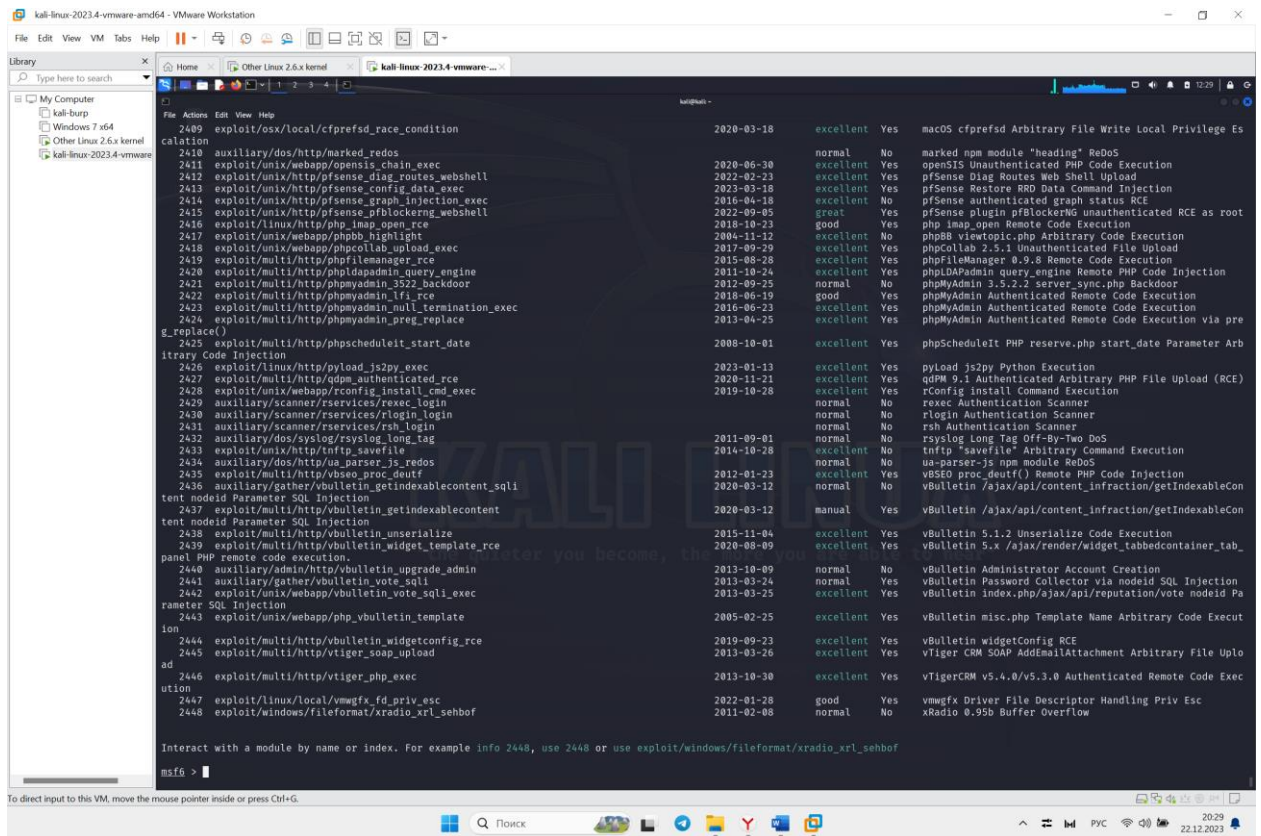 kali-linux-2023.4-vmware-amd64 - VMware Workstation
File Edit View VM Tabs Help
Library
Type here to search
My Computer
kali-burp
Windows 7 x64
Other Linux 2.6.x kernel
kali-linux-2023.4-vmware
Home Other Linux 2.6.x kernel kali-linux-2023.4-vmware-...
1 2 3 4 12:29
kali@kali: ~
File Actions Edit View Help
2409 exploit/osx/local/cfprefsd_race_condition 2020-03-18 excellent Yes macOS cfprefsd Arbitrary File Write Local Privilege Es
calation
2410 auxiliary/dos/http/marked_redos normal No marked npm module "heading" ReDoS
2411 exploit/unix/webapp/opensis_chain_exec 2020-06-30 excellent Yes openSIS Unauthenticated PHP Code Execution
2412 exploit/unix/http/pfsense_diag_routes_webshell 2022-02-23 excellent Yes pfSense Diag Routes Web Shell Upload
2413 exploit/unix/http/pfsense_config_data_exec 2023-03-18 excellent Yes pfSense Restore RRD Data Command Injection
2414 exploit/unix/http/pfsense_graph_injection_exec 2016-04-18 excellent No pfSense authenticated graph status RCE
2415 exploit/unix/http/pfsense_pfblockerng_webshell 2022-09-05 great Yes pfSense plugin pfBlockerNG unauthenticated RCE as root
2416 exploit/linux/http/php_imap_open_rce 2018-10-23 good Yes php imap_open Remote Code Execution
2417 exploit/unix/webapp/phpbb_highlight 2004-11-12 excellent No phpBB viewtopic.php Arbitrary Code Execution
2418 exploit/unix/webapp/phpcollab_upload_exec 2017-09-29 excellent Yes phpCollab 2.5.1 Unauthenticated File Upload
2419 exploit/multi/http/phpfilemanager_rce 2015-08-28 excellent Yes phpFileManager 0.9.8 Remote Code Execution
2420 exploit/multi/http/phpldapadmin_query_engine 2011-10-24 excellent Yes phpLDAPadmin query_engine Remote PHP Code Injection
2421 exploit/multi/http/phpmyadmin_3522_backdoor 2012-09-25 normal No phpMyAdmin 3.5.2.2 server_sync.php Backdoor
2422 exploit/multi/http/phpmyadmin_lfi_rce 2018-06-19 good Yes phpMyAdmin Authenticated Remote Code Execution
2423 exploit/multi/http/phpmyadmin_null_termination_exec 2016-06-23 excellent Yes phpMyAdmin Authenticated Remote Code Execution
2424 exploit/multi/http/phpmyadmin_preg_replace 2013-04-25 excellent Yes phpMyAdmin Authenticated Remote Code Execution via pre
g_replace()
2425 exploit/multi/http/phpscheduleit_start_date 2008-10-01 excellent Yes phpScheduleIt PHP reserve.php start_date Parameter Arb
itrary Code Injection
2426 exploit/linux/http/pyload_js2py_exec 2023-01-13 excellent Yes pyLoad js2py Python Execution
2427 exploit/multi/http/qdpm_authenticated_rce 2020-11-21 excellent Yes qdPM 9.1 Authenticated Arbitrary PHP File Upload (RCE)
2428 exploit/unix/webapp/rconfig_install_cmd_exec 2019-10-28 excellent Yes rConfig install Command Execution
2429 auxiliary/scanner/rservices/rexec_login normal No rexec Authentication Scanner
2430 auxiliary/scanner/rservices/rlogin_login normal No rlogin Authentication Scanner
2431 auxiliary/scanner/rservices/rsh_login normal No rsh Authentication Scanner
2432 auxiliary/dos/syslog/rsyslog_long_tag 2011-09-01 normal No rsyslog Long Tag Off-By-Two DoS
2433 exploit/unix/http/tnftp_savefile 2014-10-28 excellent No tnftp "savefile" Arbitrary Command Execution
2434 auxiliary/dos/http/ua_parser_js_redos normal No ua-parser-js npm module ReDoS
2435 exploit/multi/http/vbseo_proc_deutf 2012-01-23 excellent Yes vBSEO proc_deutf() Remote PHP Code Injection
2436 auxiliary/gather/vbulletin_getindexablecontent_sqli 2020-03-12 normal No vBulletin /ajax/api/content_infraction/getIndexableCon
tent nodeid Parameter SQL Injection
2437 exploit/multi/http/vbulletin_getindexablecontent 2020-03-12 manual Yes vBulletin /ajax/api/content_infraction/getIndexableCon
tent nodeid Parameter SQL Injection
2438 exploit/multi/http/vbulletin_unserialize 2015-11-04 excellent Yes vBulletin 5.1.2 Unserialize Code Execution
2439 exploit/multi/http/vbulletin_widget_template_rce 2020-08-09 excellent Yes vBulletin 5.x /ajax/render/widget_tabbedcontainer_tab_
panel PHP remote code execution.
2440 auxiliary/admin/http/vbulletin_upgrade_admin 2013-10-09 normal No vBulletin Administrator Account Creation
2441 auxiliary/gather/vbulletin_vote_sqli 2013-03-24 normal Yes vBulletin Password Collector via nodeid SQL Injection
2442 exploit/unix/webapp/vbulletin_vote_sqli_exec 2013-03-25 excellent Yes vBulletin index.php/ajax/api/reputation/vote nodeid Pa
rameter SQL Injection
2443 exploit/unix/webapp/php_vbulletin_template 2005-02-25 excellent Yes vBulletin misc.php Template Name Arbitrary Code Execut
ion
2444 exploit/multi/http/vbulletin_widgetconfig_rce 2019-09-23 excellent Yes vBulletin widgetConfig RCE
2445 exploit/multi/http/vtiger_soap_upload 2013-03-26 excellent Yes vTiger CRM SOAP AddEmailAttachment Arbitrary File Uplo
ad
2446 exploit/multi/http/vtiger_php_exec 2013-10-30 excellent Yes vTigerCRM v5.4.0/v5.3.0 Authenticated Remote Code Exec
ution
2447 exploit/linux/local/vmwgfx_fd_priv_esc 2022-01-28 good Yes vmwgfx Driver File Descriptor Handling Priv Esc
2448 exploit/windows/fileformat/xradio_xrl_sehbof 2011-02-08 normal No xRadio 0.95b Buffer Overflow
KALI LINUX
the quieter you become, the more you are able to hear
Interact with a module by name or index. For example info 2448, use 2448 or use exploit/windows/fileformat/xradio_xrl_sehbof
msf6 >
To direct input to this VM, move the mouse pointer inside or press Ctrl+G.
Поиск
РУС
20:29
22.12.2023